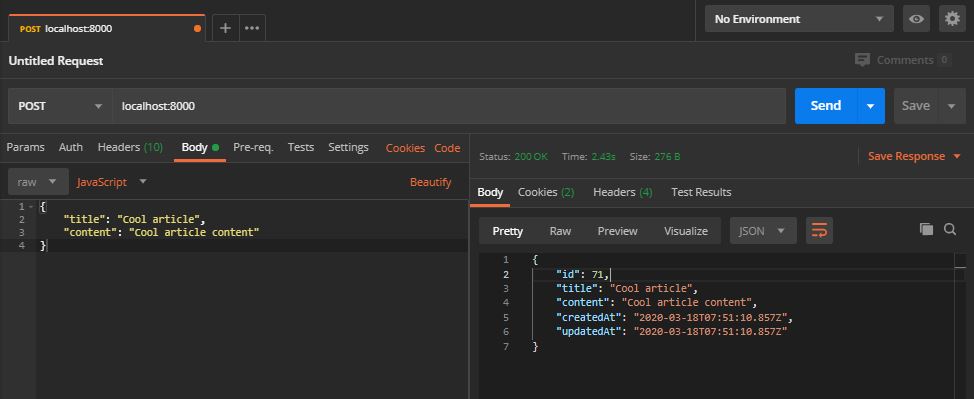 POST localhost:8000
No Environment
Untitled Request
Comments 0
POST localhost:8000 Send Save
Params Auth Headers (10) Body Pre-req. Tests Settings Cookies Code
raw JavaScript Beautify
1 {
2 "title": "Cool article",
3 "content": "Cool article content"
4 }
Status: 200 OK Time: 2.43s Size: 276 B Save Response
Body Cookies (2) Headers (4) Test Results
Pretty Raw Preview Visualize JSON
1 {
2 "id": 71,
3 "title": "Cool article",
4 "content": "Cool article content",
5 "createdAt": "2020-03-18T07:51:10.857Z",
6 "updatedAt": "2020-03-18T07:51:10.857Z"
7 }